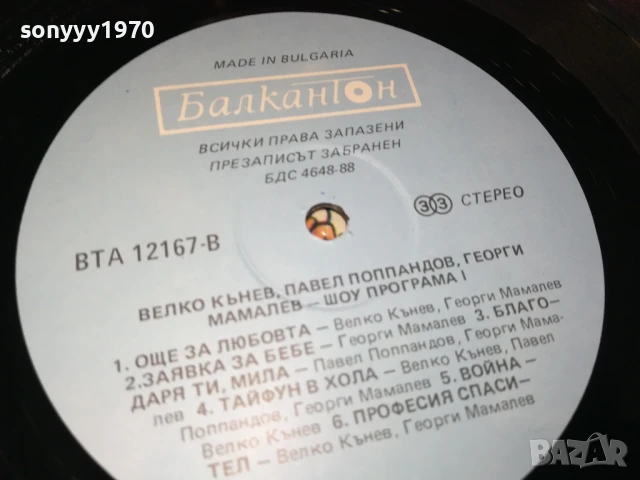 sonyyy1970
MADE IN BULGARIA
Балкантон
ВСИЧКИ ПРАВА ЗАПАЗЕНИ
ПРЕЗАПИСЪТ ЗАБРАНЕН
БДС 4648-88
ВТА 12167-В
33 СТЕРЕО
ВЕЛКО КЪНЕВ, ПАВЕЛ ПОППАНДОВ, ГЕОРГИ
МАМАЛЕВ – ШОУ ПРОГРАМА I
1. ОЩЕ ЗА ЛЮБОВТА – Велко Кънев, Георги Мамалев
2. ЗАЯВКА ЗА БЕБЕ – Георги Мамалев 3. БЛАГО-
ДАРЯ ТИ, МИЛА – Павел Поппандов, Георги Мама-
лев 4. ТАЙФУН В ХОЛА – Велко Кънев, Павел
Поппандов, Георги Мамалев 5. ВОЙНА –
Велко Кънев 6. ПРОФЕСИЯ СПАСИ-
ТЕЛ – Велко Кънев, Георги Мамалев
BAZAR